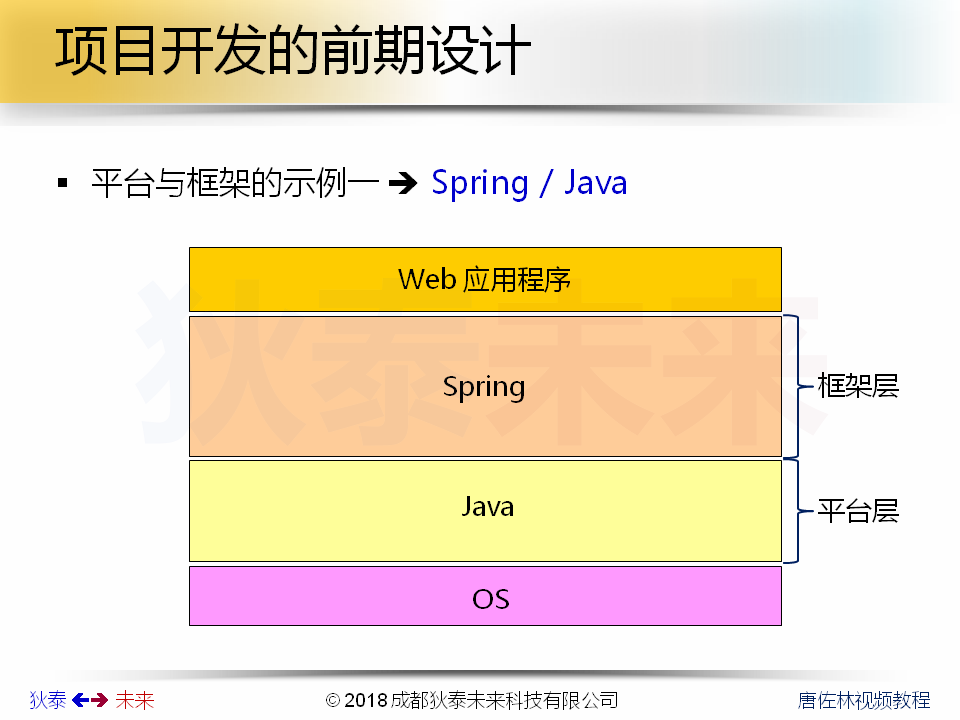 项目开发的前期设计
▪ 平台与框架的示例一 ➔ Spring / Java
Web 应用程序
狄泰未来
Spring
框架层
Java
平台层
OS
狄泰 🡸🡺 未来
© 2018 成都狄泰未来科技有限公司
唐佐林视频教程